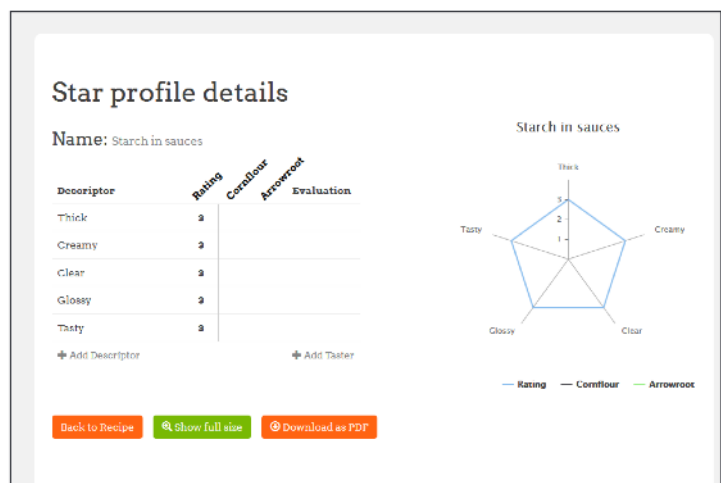 Star profile details
Name: Starch in sauces
Descriptor Rating Cornflour Arrowroot Evaluation
Thick 3
Creamy 3
Clear 3
Glossy 3
Tasty 3
Add Descriptor Add Taster
Back to Recipe Show full size Download as PDF
Starch in sauces
Thick
3
2
1
Tasty Creamy
Glossy Clear
Rating Cornflour Arrowroot